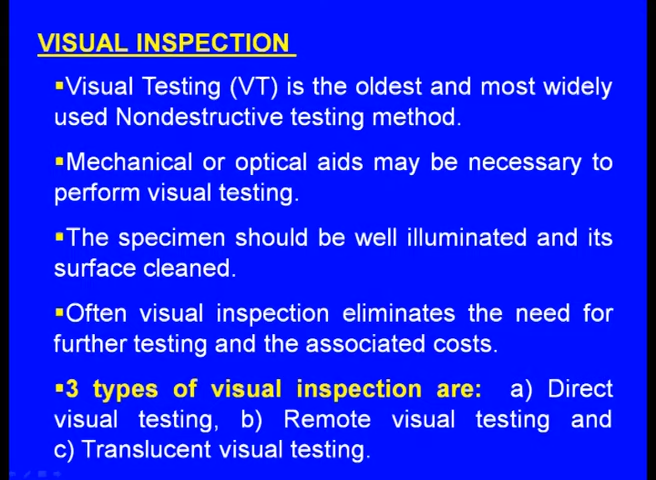 VISUAL INSPECTION
▪Visual Testing (VT) is the oldest and most widely
used Nondestructive testing method.
▪Mechanical or optical aids may be necessary to
perform visual testing.
▪The specimen should be well illuminated and its
surface cleaned.
▪Often visual inspection eliminates the need for
further testing and the associated costs.
▪3 types of visual inspection are: a) Direct
visual testing, b) Remote visual testing and
c) Translucent visual testing.